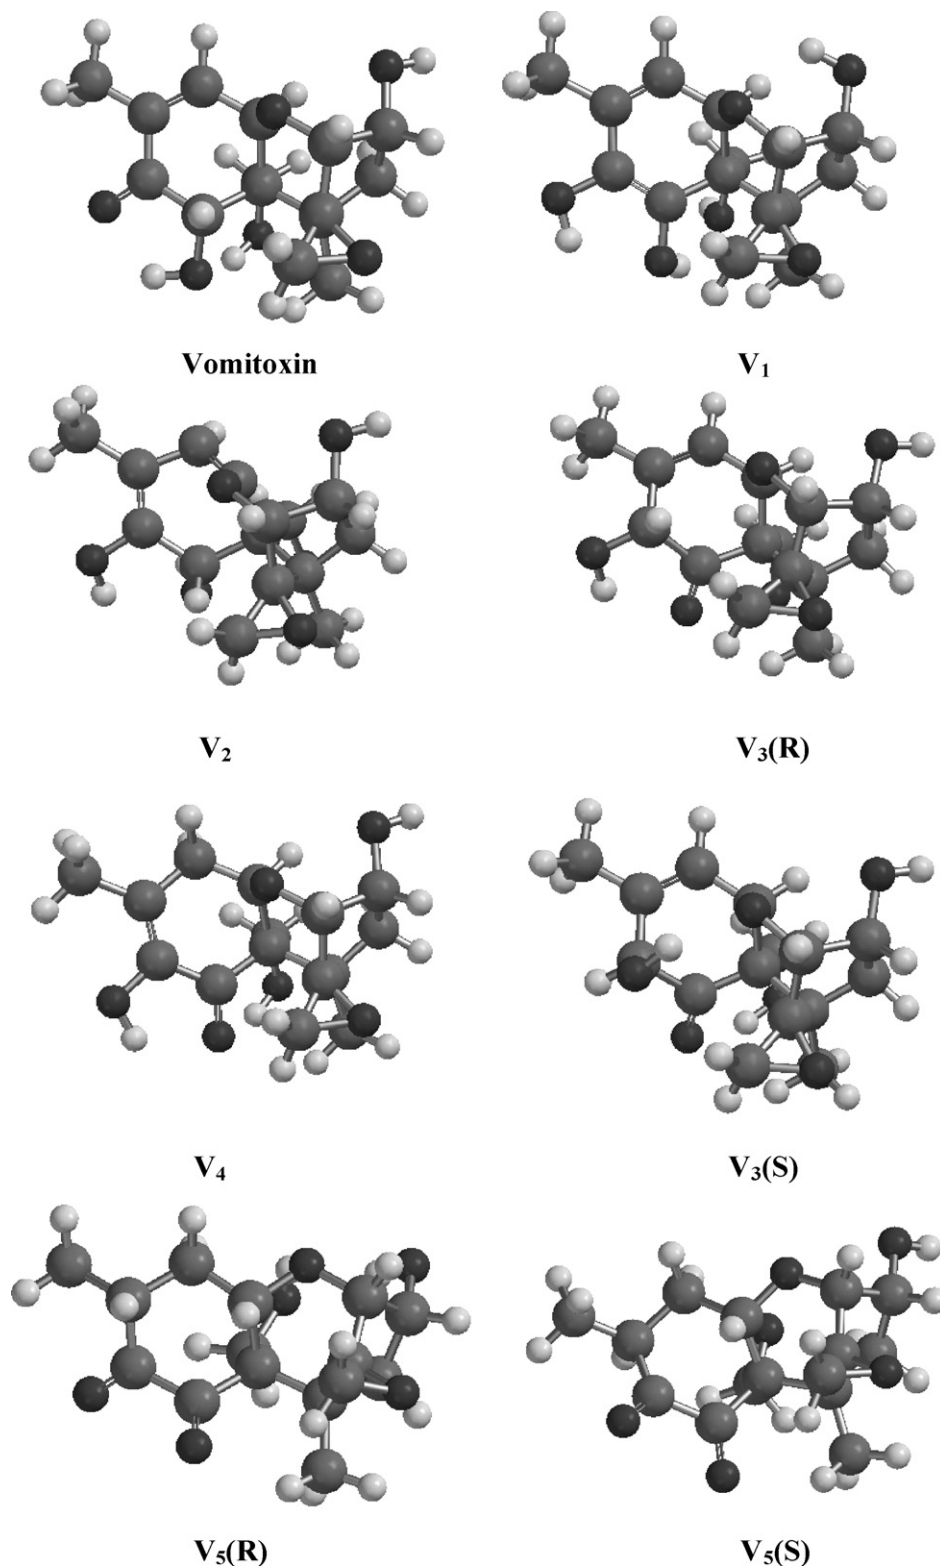 Vomitoxin
V₁
V₂
V₃(R)
V₄
V₃(S)
V₅(R)
V₅(S)